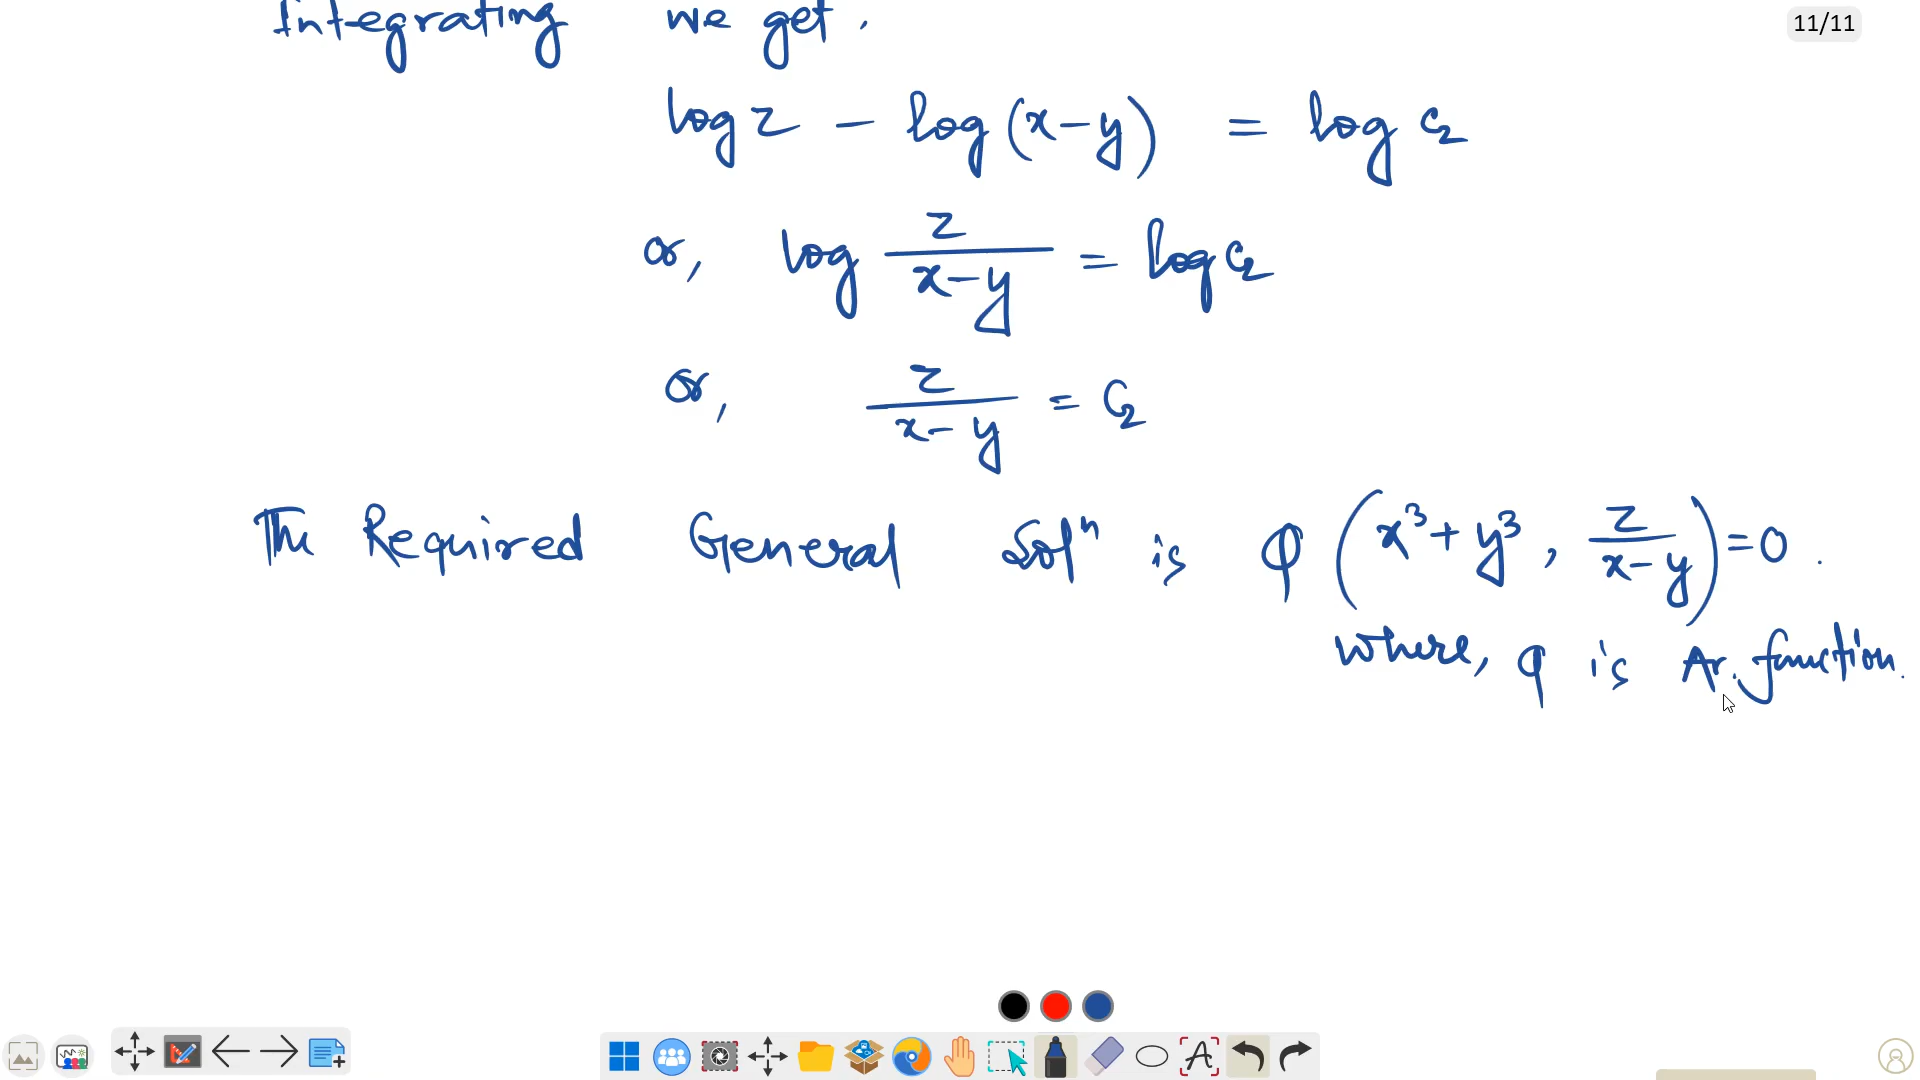 Integrating we get.
11/11
log z - log (x-y) = log c₂
or, log z/(x-y) = log c₂
or, z/(x-y) = c₂
The Required General Solⁿ is φ (x³ + y³, z/(x-y)) = 0.
where, φ is Ar. function.